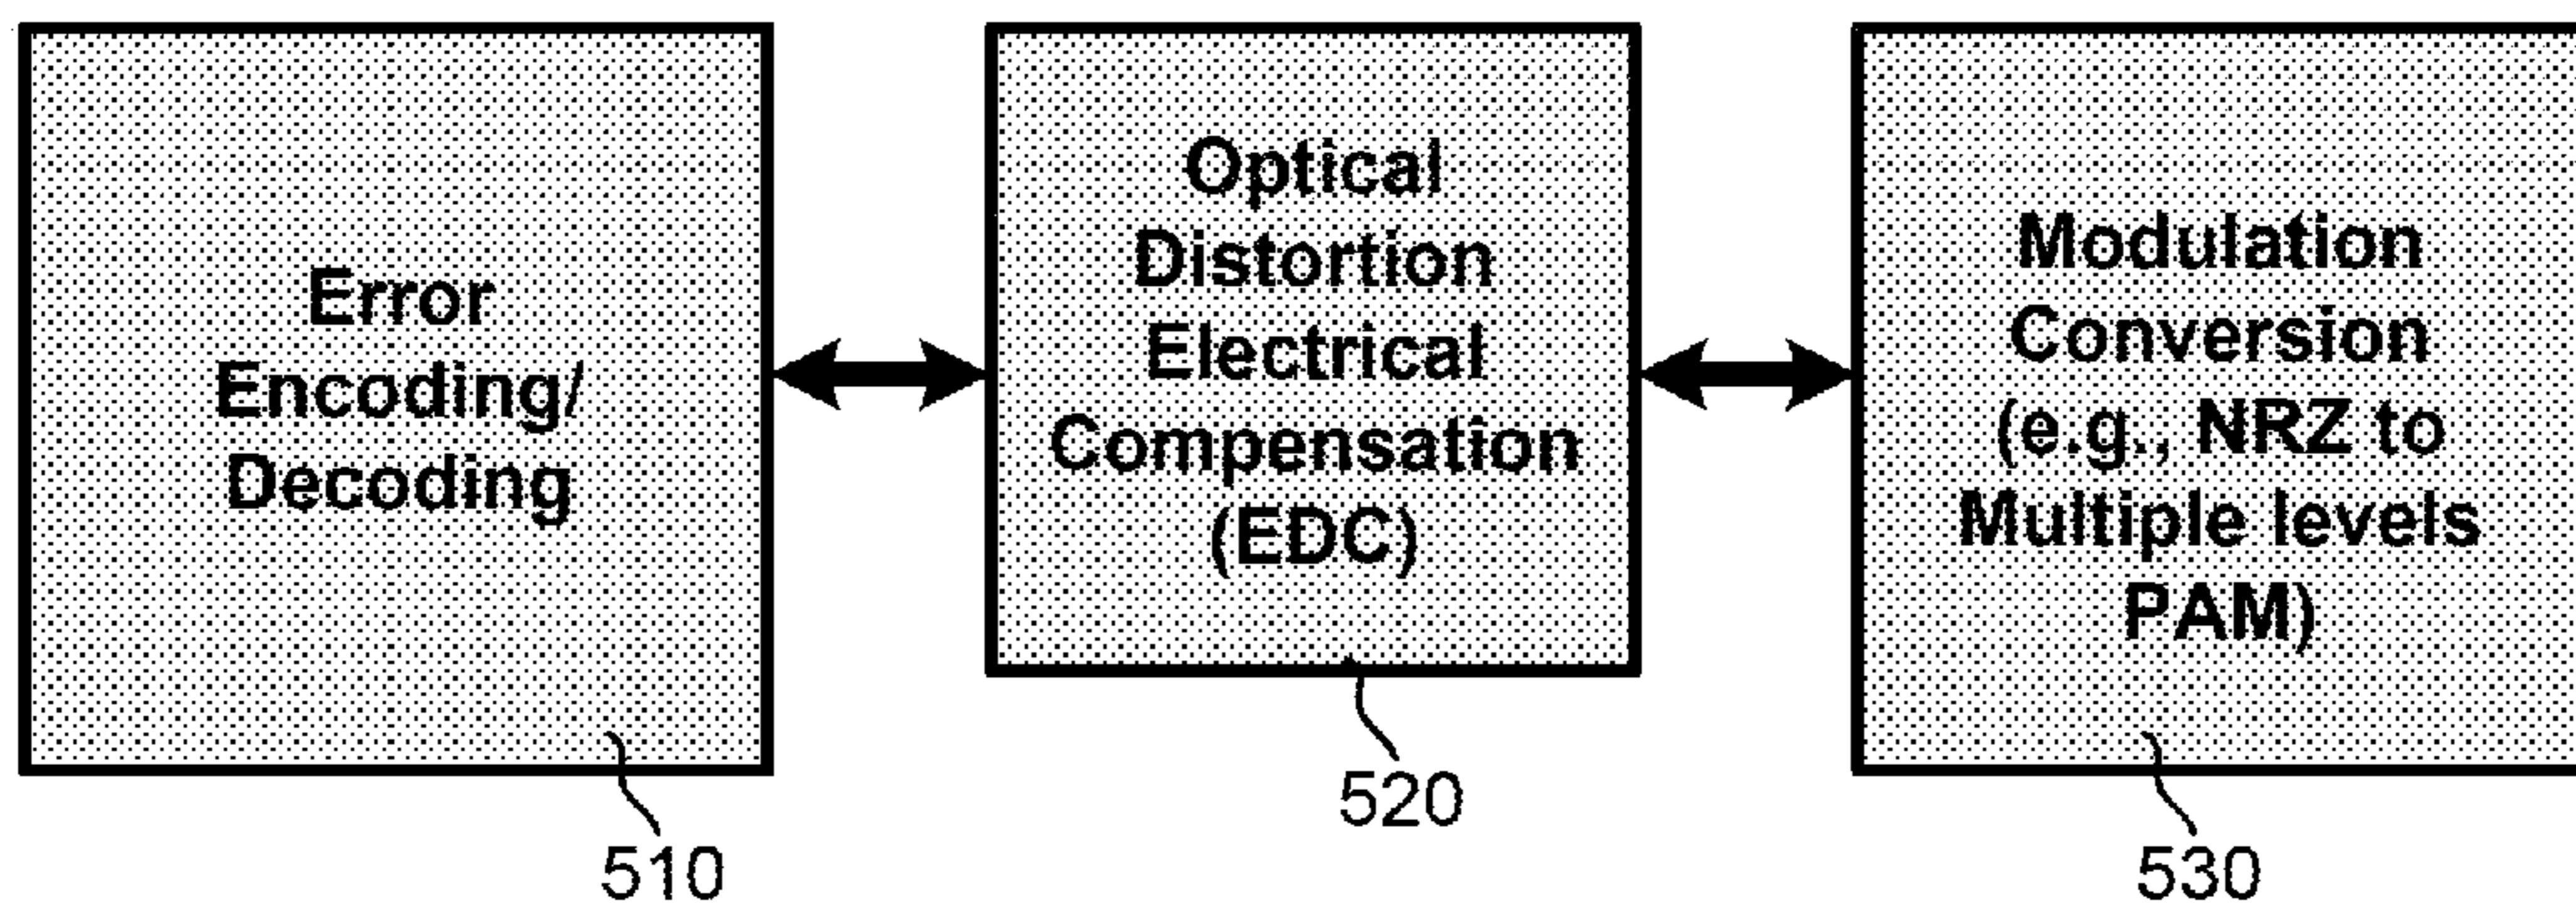 Error
Encoding/
Decoding
510
Optical
Distortion
Electrical
Compensation
(EDC)
520
Modulation
Conversion
(e.g., NRZ to
Multiple levels
PAM)
530